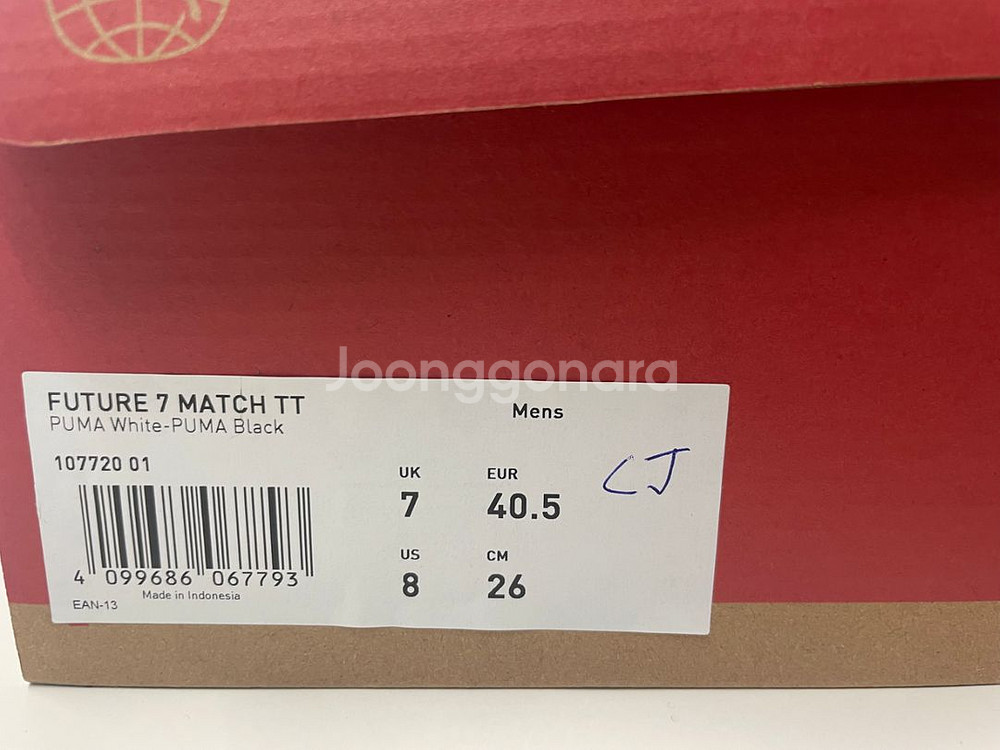 Joonggonara
FUTURE 7 MATCH TT
PUMA White-PUMA Black
Mens
107720 01
UK
EUR
CJ
7
40.5
US
CM
8
26
4 099686 067793
Made in Indonesia
EAN-13